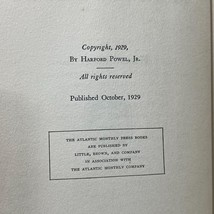 Copyright, 1929,
BY HARFORD POWEL, JR.
All rights reserved
Published October, 1929
THE ATLANTIC MONTHLY PRESS BOOKS
ARE PUBLISHED BY
LITTLE, BROWN, AND COMPANY
IN ASSOCIATION WITH
THE ATLANTIC MONTHLY COMPANY